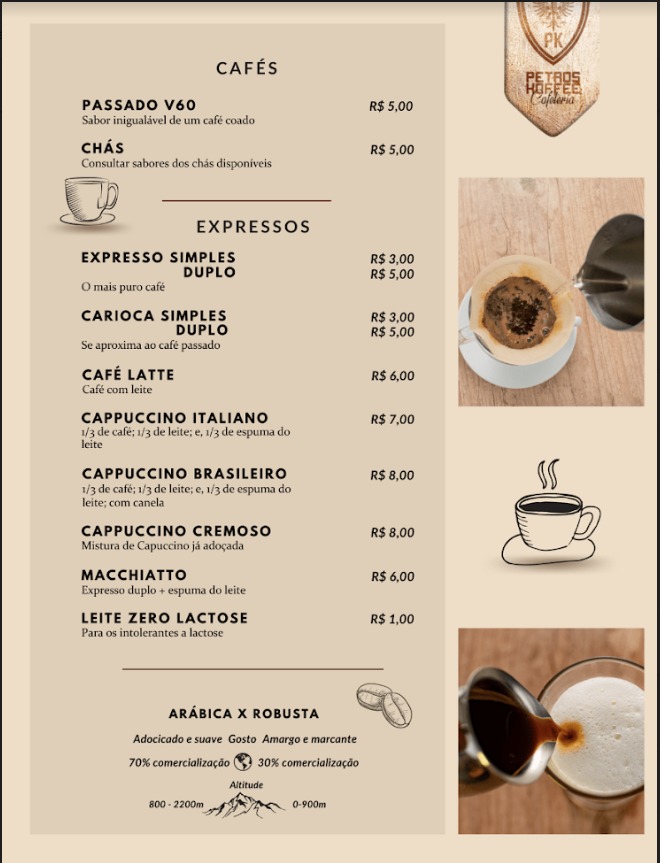 CAFÉS
PASSADO V60 R$ 5,00
Sabor inigualável de um café coado
CHÁS R$ 5,00
Consultar sabores dos chás disponíveis
EXPRESSOS
EXPRESSO SIMPLES R$ 3,00
DUPLO R$ 5,00
O mais puro café
CARIOCA SIMPLES R$ 3,00
DUPLO R$ 5,00
Se aproxima ao café passado
CAFÉ LATTE R$ 6,00
Café com leite
CAPPUCCINO ITALIANO R$ 7,00
1/3 de café; 1/3 de leite; e, 1/3 de espuma do
leite
CAPPUCCINO BRASILEIRO R$ 8,00
1/3 de café; 1/3 de leite; e, 1/3 de espuma do
leite; com canela
CAPPUCCINO CREMOSO R$ 8,00
Mistura de Capuccino já adoçada
MACCHIATTO R$ 6,00
Expresso duplo + espuma do leite
LEITE ZERO LACTOSE R$ 1,00
Para os intolerantes a lactose
ARÁBICA X ROBUSTA
Adocicado e suave Gosto Amargo e marcante
70% comercialização 30% comercialização
Altitude
800 - 2200m 0-900m
PK
PETROS
KOFFEE
Cafeteria